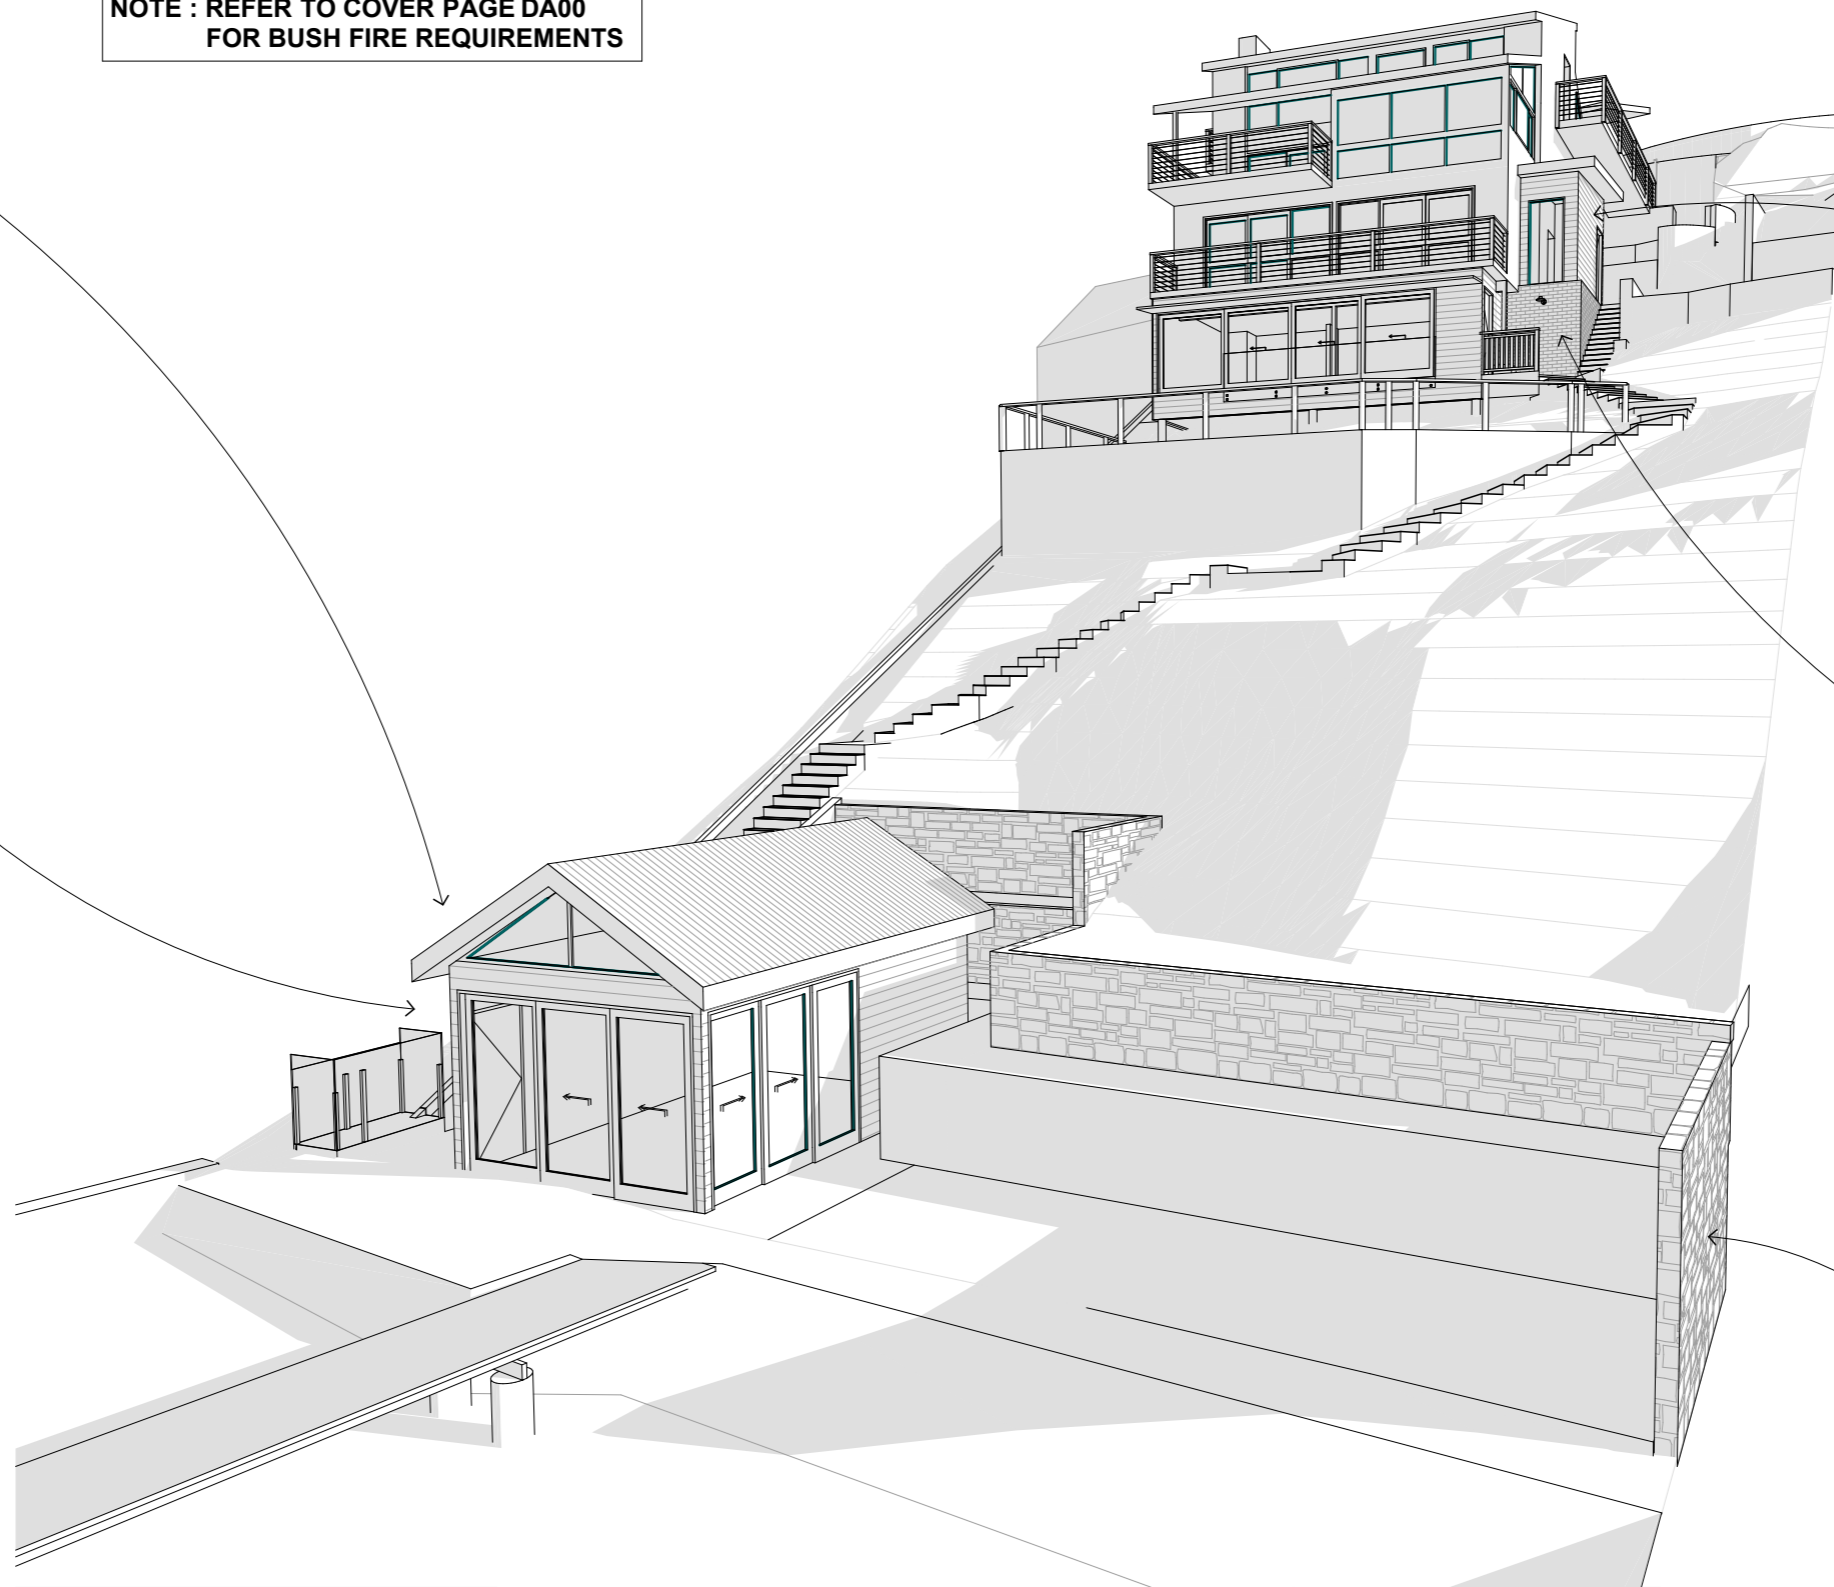 NOTE : REFER TO COVER PAGE DA00
FOR BUSH FIRE REQUIREMENTS